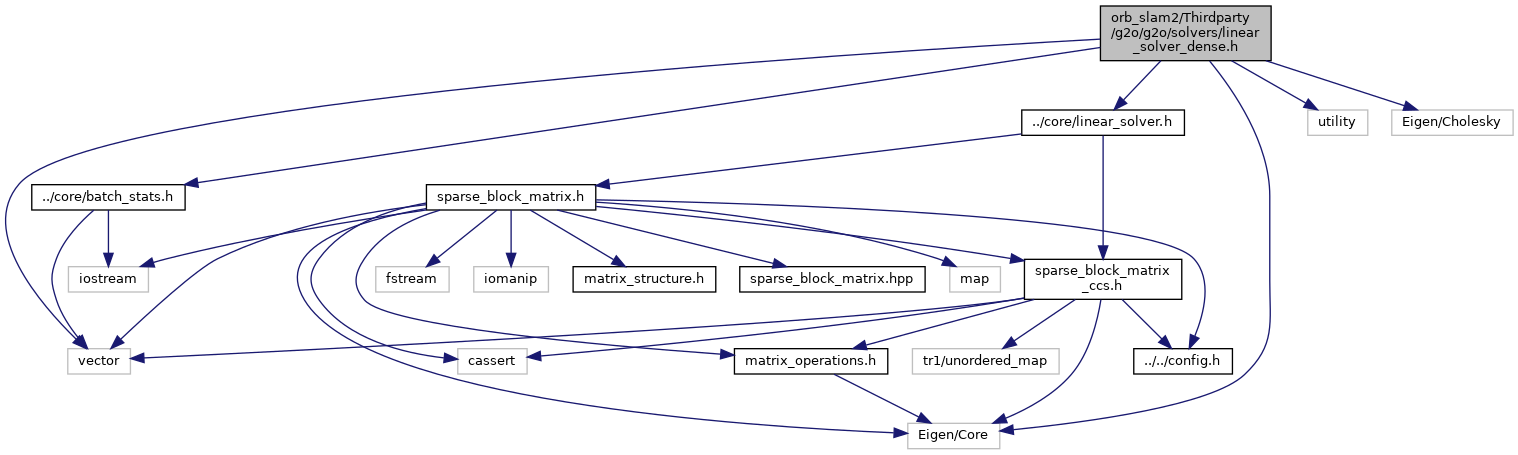 orb_slam2/Thirdparty
/g2o/g2o/solvers/linear
_solver_dense.h
../core/linear_solver.h
utility
Eigen/Cholesky
../core/batch_stats.h
sparse_block_matrix.h
iostream
fstream
iomanip
matrix_structure.h
sparse_block_matrix.hpp
map
sparse_block_matrix
_ccs.h
vector
cassert
matrix_operations.h
tr1/unordered_map
../../config.h
Eigen/Core